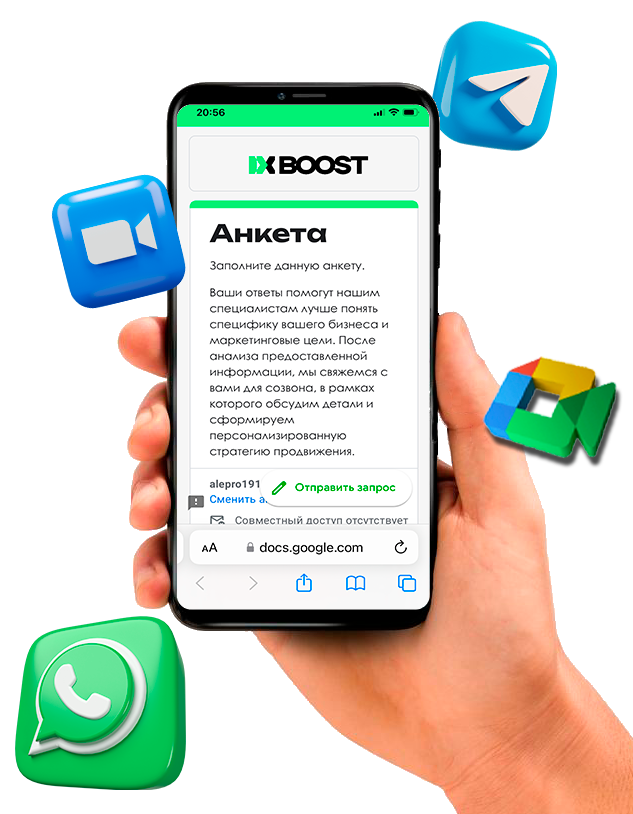 20:56
BOOST
Анкета
Заполните данную анкету.
Ваши ответы помогут нашим
специалистам лучше понять
специфику вашего бизнеса и
маркетинговые цели. После
анализа предоставленной
информации, мы свяжемся с
вами для созвона, в рамках
которого обсудим детали и
сформируем
персонализированную
стратегию продвижения.
alepro191
Отправить запрос
Сменить
Совместный доступ отсутствует
AA
docs.google.com